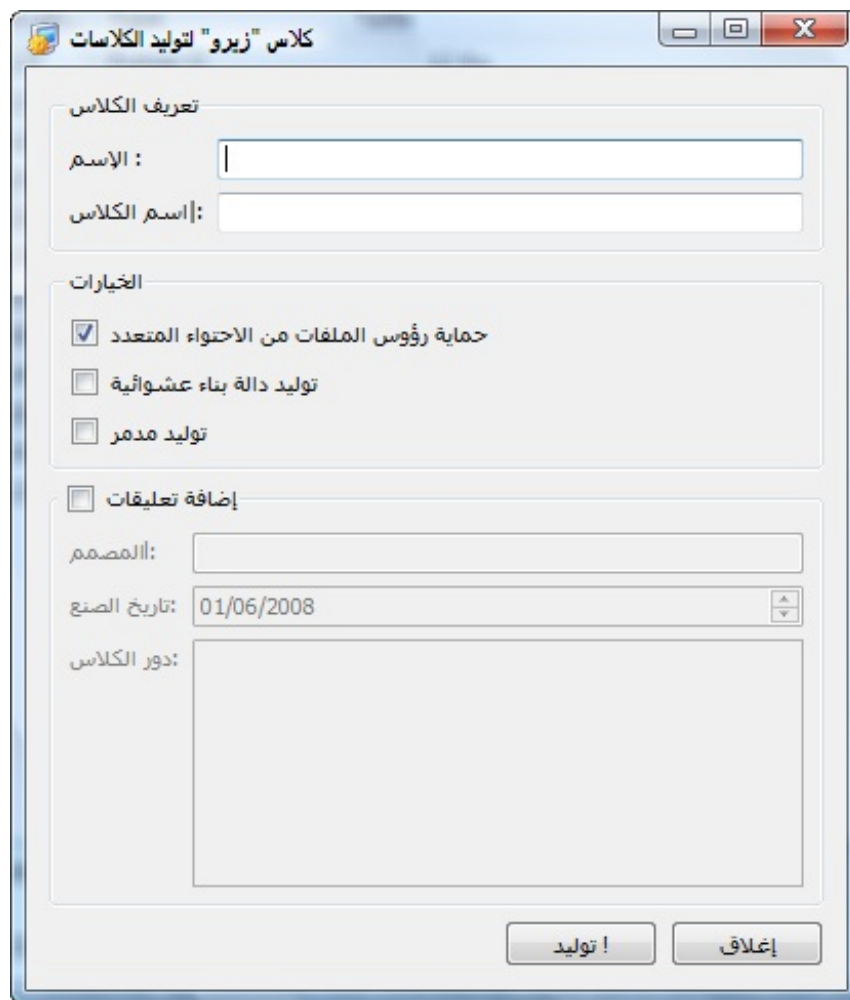 كلاس "زيرو" لتوليد الكلاسات
تعريف الكلاس
الإسم :
اسم الكلاس:
الخيارات
حماية رؤوس الملفات من الاحتواء المتعدد
توليد دالة بناء عشوائية
توليد مدمر
إضافة تعليقات
المصمم:
تاريخ الصنع: 01/06/2008
دور الكلاس:
توليد !
إغلاق